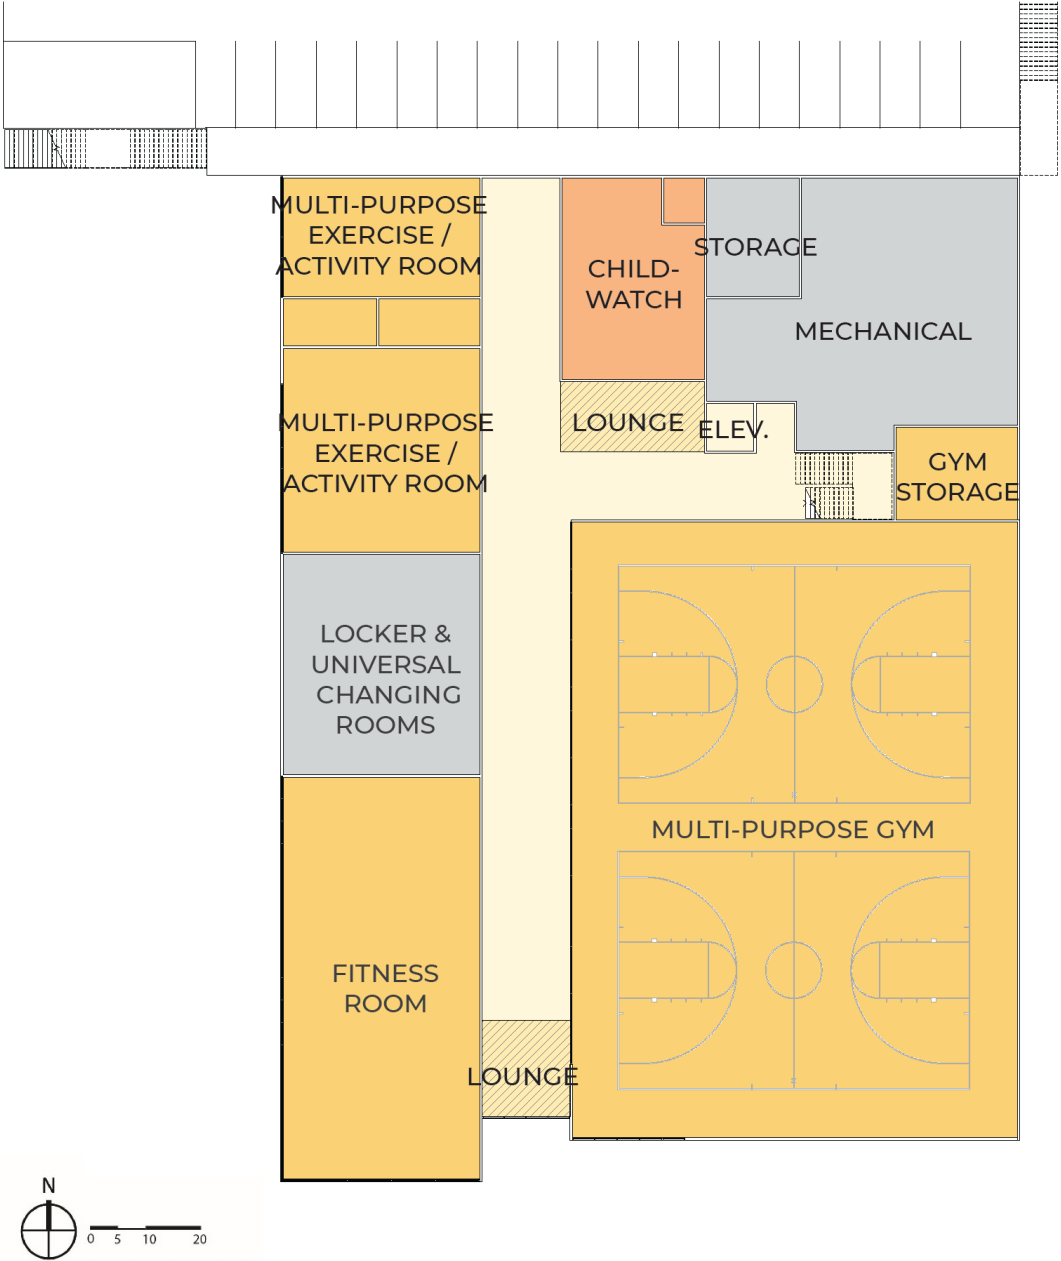 MULTI-PURPOSE
EXERCISE /
ACTIVITY ROOM
STORAGE
CHILD-
WATCH
MECHANICAL
MULTI-PURPOSE
EXERCISE /
ACTIVITY ROOM
LOUNGE
ELEV.
GYM
STORAGE
LOCKER &
UNIVERSAL
CHANGING
ROOMS
MULTI-PURPOSE GYM
FITNESS
ROOM
LOUNGE
N
0 5 10 20